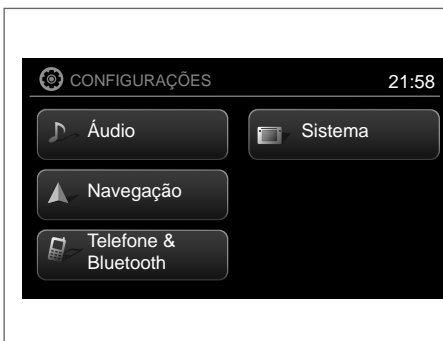 CONFIGURAÇÕES 21:58
Áudio
Sistema
Navegação
Telefone &
Bluetooth